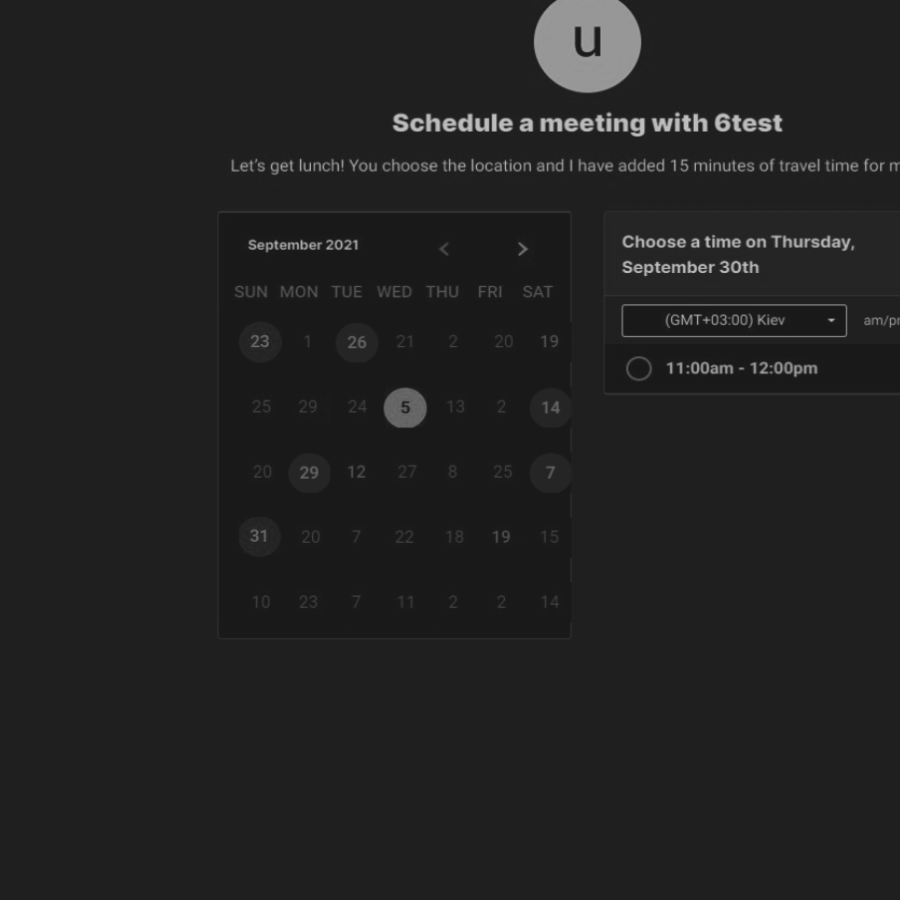 u
Schedule a meeting with 6test
Let's get lunch! You choose the location and I have added 15 minutes of travel time for m
September 2021 < >
SUN MON TUE WED THU FRI SAT
23 1 26 21 2 20 19
25 29 24 5 13 2 14
20 29 12 27 8 25 7
31 20 7 22 18 19 15
10 23 7 11 2 2 14
Choose a time on Thursday,
September 30th
(GMT+03:00) Kiev am/p
11:00am - 12:00pm